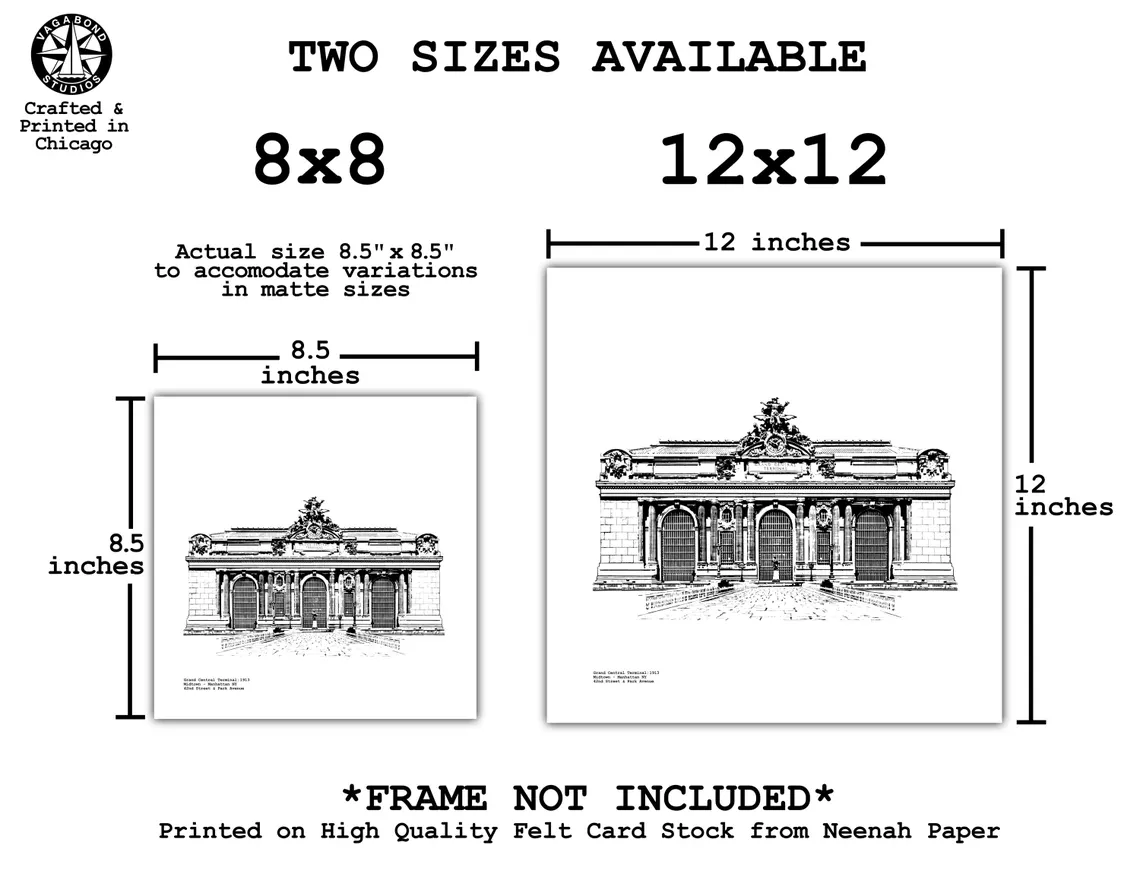 VAGABOND
STUDIOS
Crafted &
Printed in
Chicago
TWO SIZES AVAILABLE
8x8
12x12
Actual size 8.5" x 8.5"
to accomodate variations
in matte sizes
8.5
inches
12 inches
8.5
inches
12
inches
Grand Central Terminal:1913
Midtown - Manhattan NY
42nd Street & Park Avenue
Grand Central Terminal:1913
Midtown - Manhattan NY
42nd Street & Park Avenue
*FRAME NOT INCLUDED*
Printed on High Quality Felt Card Stock from Neenah Paper